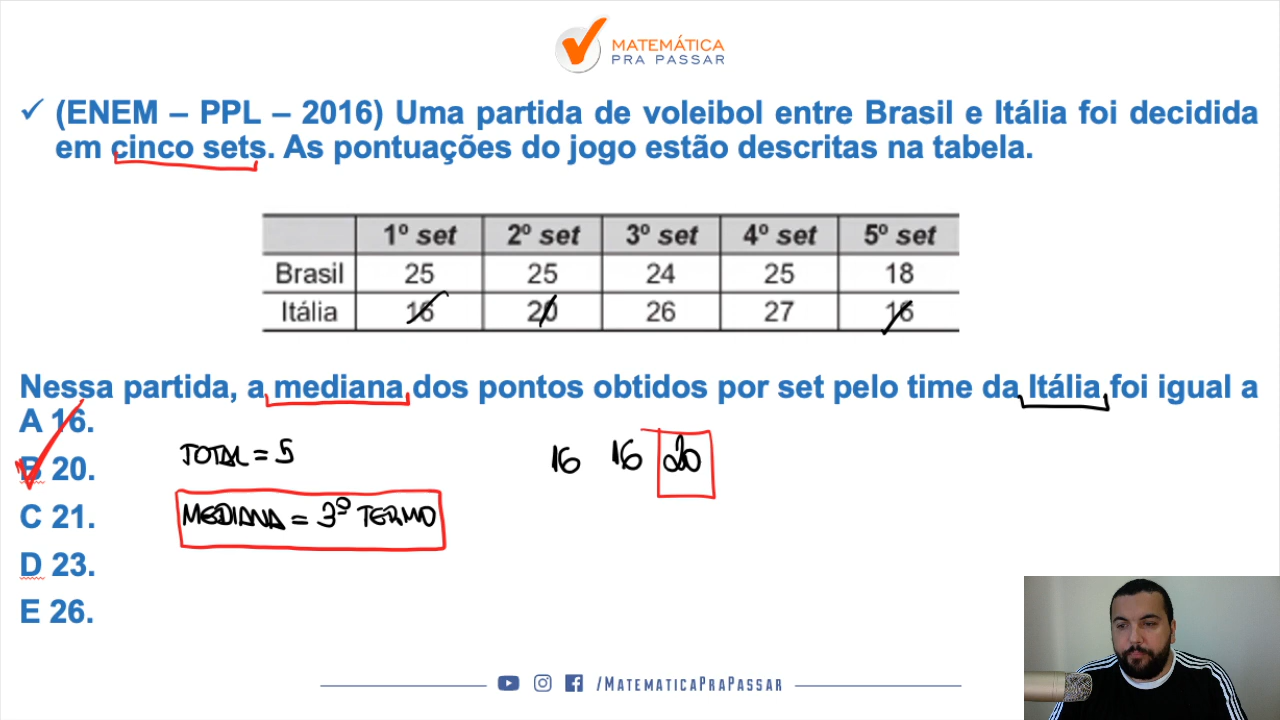 MATEMÁTICA
PRA PASSAR
✓ (ENEM – PPL – 2016) Uma partida de voleibol entre Brasil e Itália foi decidida
em cinco sets. As pontuações do jogo estão descritas na tabela.
1º set 2º set 3º set 4º set 5º set
Brasil 25 25 24 25 18
Itália 16 20 26 27 16
Nessa partida, a mediana dos pontos obtidos por set pelo time da Itália foi igual a
A 16.
B 20.
C 21.
D 23.
E 26.
TOTAL = 5
16 16 20
MEDIANA = 3º TERMO
/MATEMATICAPRAPASSAR